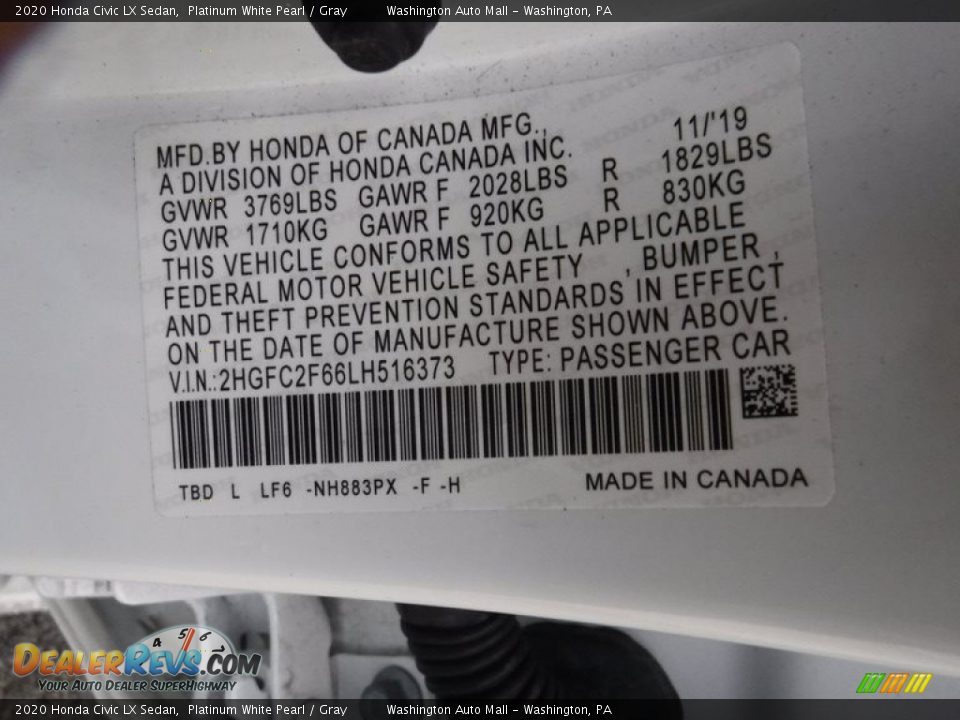 2020 Honda Civic LX Sedan, Platinum White Pearl / Gray Washington Auto Mall - Washington, PA
MFD.BY HONDA OF CANADA MFG., 11/'19
A DIVISION OF HONDA CANADA INC.
GVWR 3769LBS GAWR F 2028LBS R 1829LBS
GVWR 1710KG GAWR F 920KG R 830KG
THIS VEHICLE CONFORMS TO ALL APPLICABLE
FEDERAL MOTOR VEHICLE SAFETY , BUMPER ,
AND THEFT PREVENTION STANDARDS IN EFFECT
ON THE DATE OF MANUFACTURE SHOWN ABOVE.
V.I.N.:2HGFC2F66LH516373 TYPE: PASSENGER CAR
TBD L LF6 -NH883PX -F -H MADE IN CANADA
4 5 6
DEALERREVS.COM
YOUR AUTO DEALER SUPERHIGHWAY
2020 Honda Civic LX Sedan, Platinum White Pearl / Gray Washington Auto Mall - Washington, PA